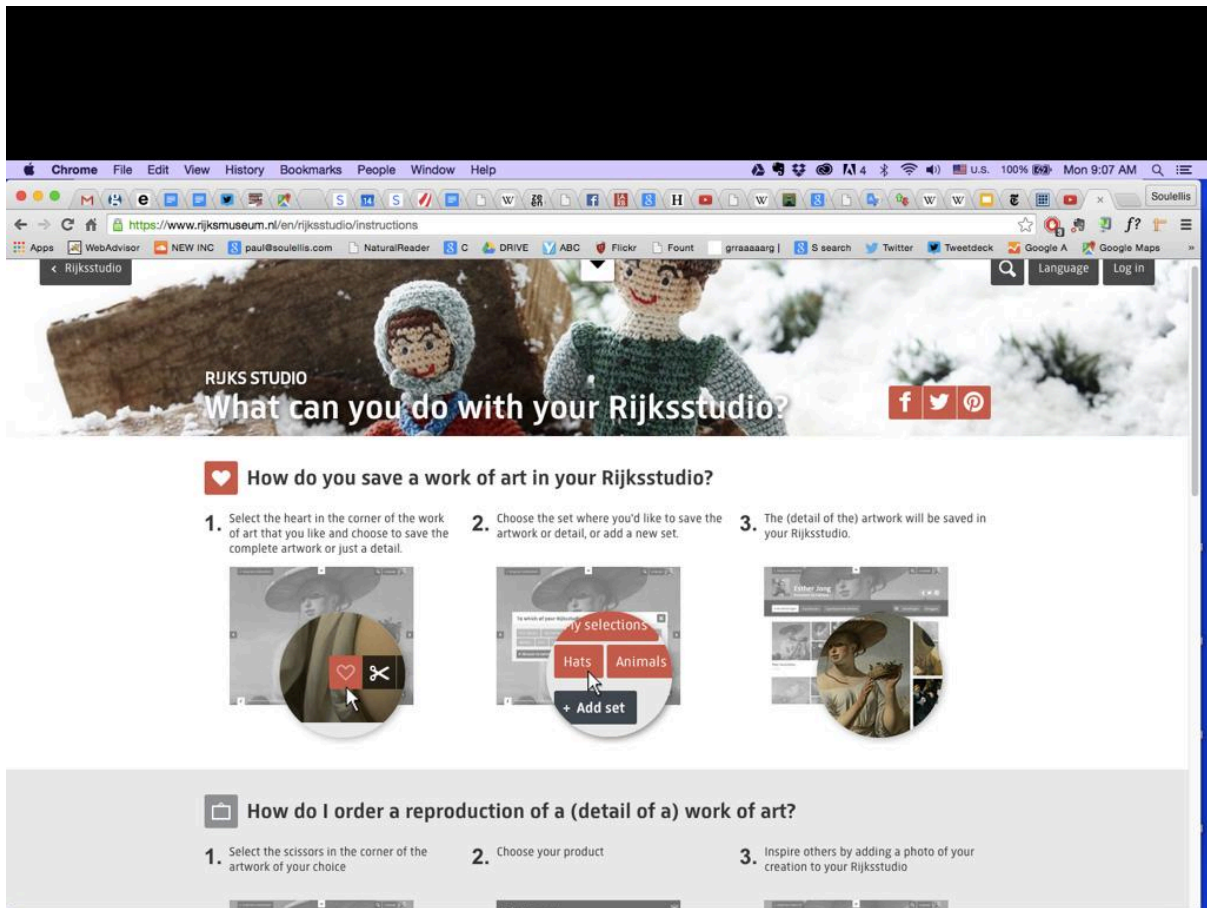 Chrome File Edit View History Bookmarks People Window Help 4 U.S. 100% Mon 9:07 AM
Soulellis
https://www.rijksmuseum.nl/en/rijksstudio/instructions
Apps WebAdvisor NEW INC paul@soulellis.com NaturalReader C DRIVE ABC Flickr Fount grraaaarg | S search Twitter Tweetdeck Google A Google Maps »
< Rijksstudio Language Log in
RIJKS STUDIO
What can you do with your Rijksstudio?
How do you save a work of art in your Rijksstudio?
1. Select the heart in the corner of the work
of art that you like and choose to save the
complete artwork or just a detail.
2. Choose the set where you'd like to save the
artwork or detail, or add a new set.
3. The (detail of the) artwork will be saved in
your Rijksstudio.
My selections
Hats Animals
+ Add set
Esther Jong
How do I order a reproduction of a (detail of a) work of art?
1. Select the scissors in the corner of the
artwork of your choice
2. Choose your product
3. Inspire others by adding a photo of your
creation to your Rijksstudio